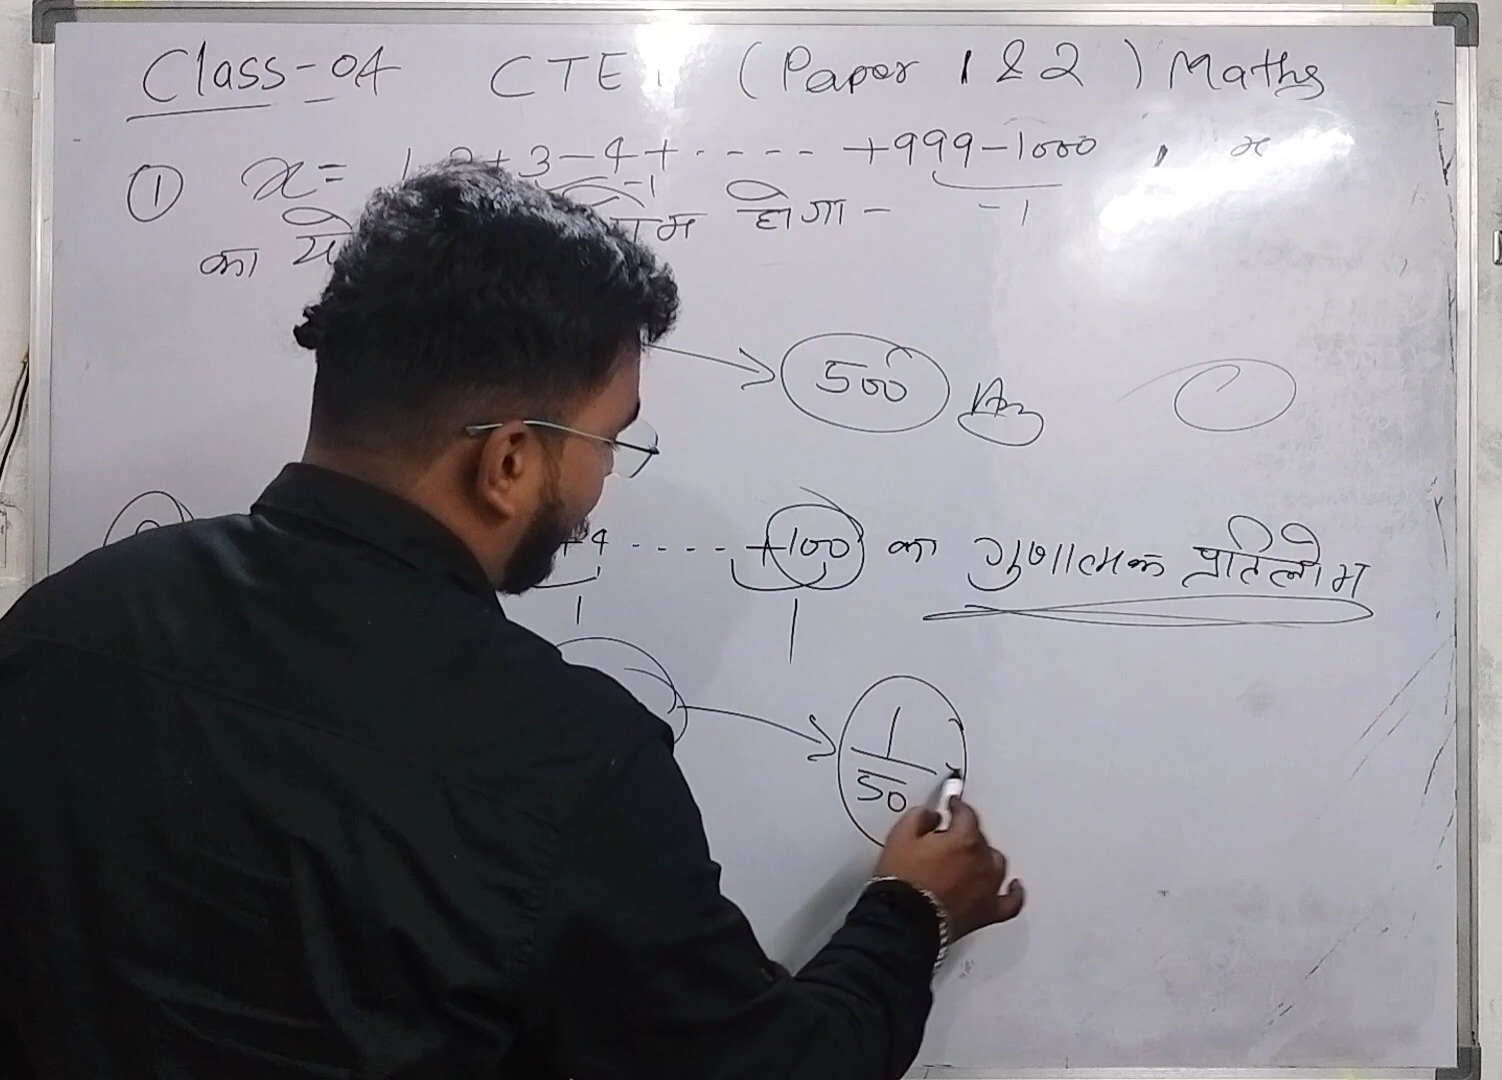 Class-04 CTET (Paper 1 & 2) Maths
① x = 1 + 3 - 4 + ---- + 999 - 1000 , x
-1
का होगा - -1
500 Ans
+ 4 ---- + 100 का गुणात्मक प्रतिलोम
1 1
1
50